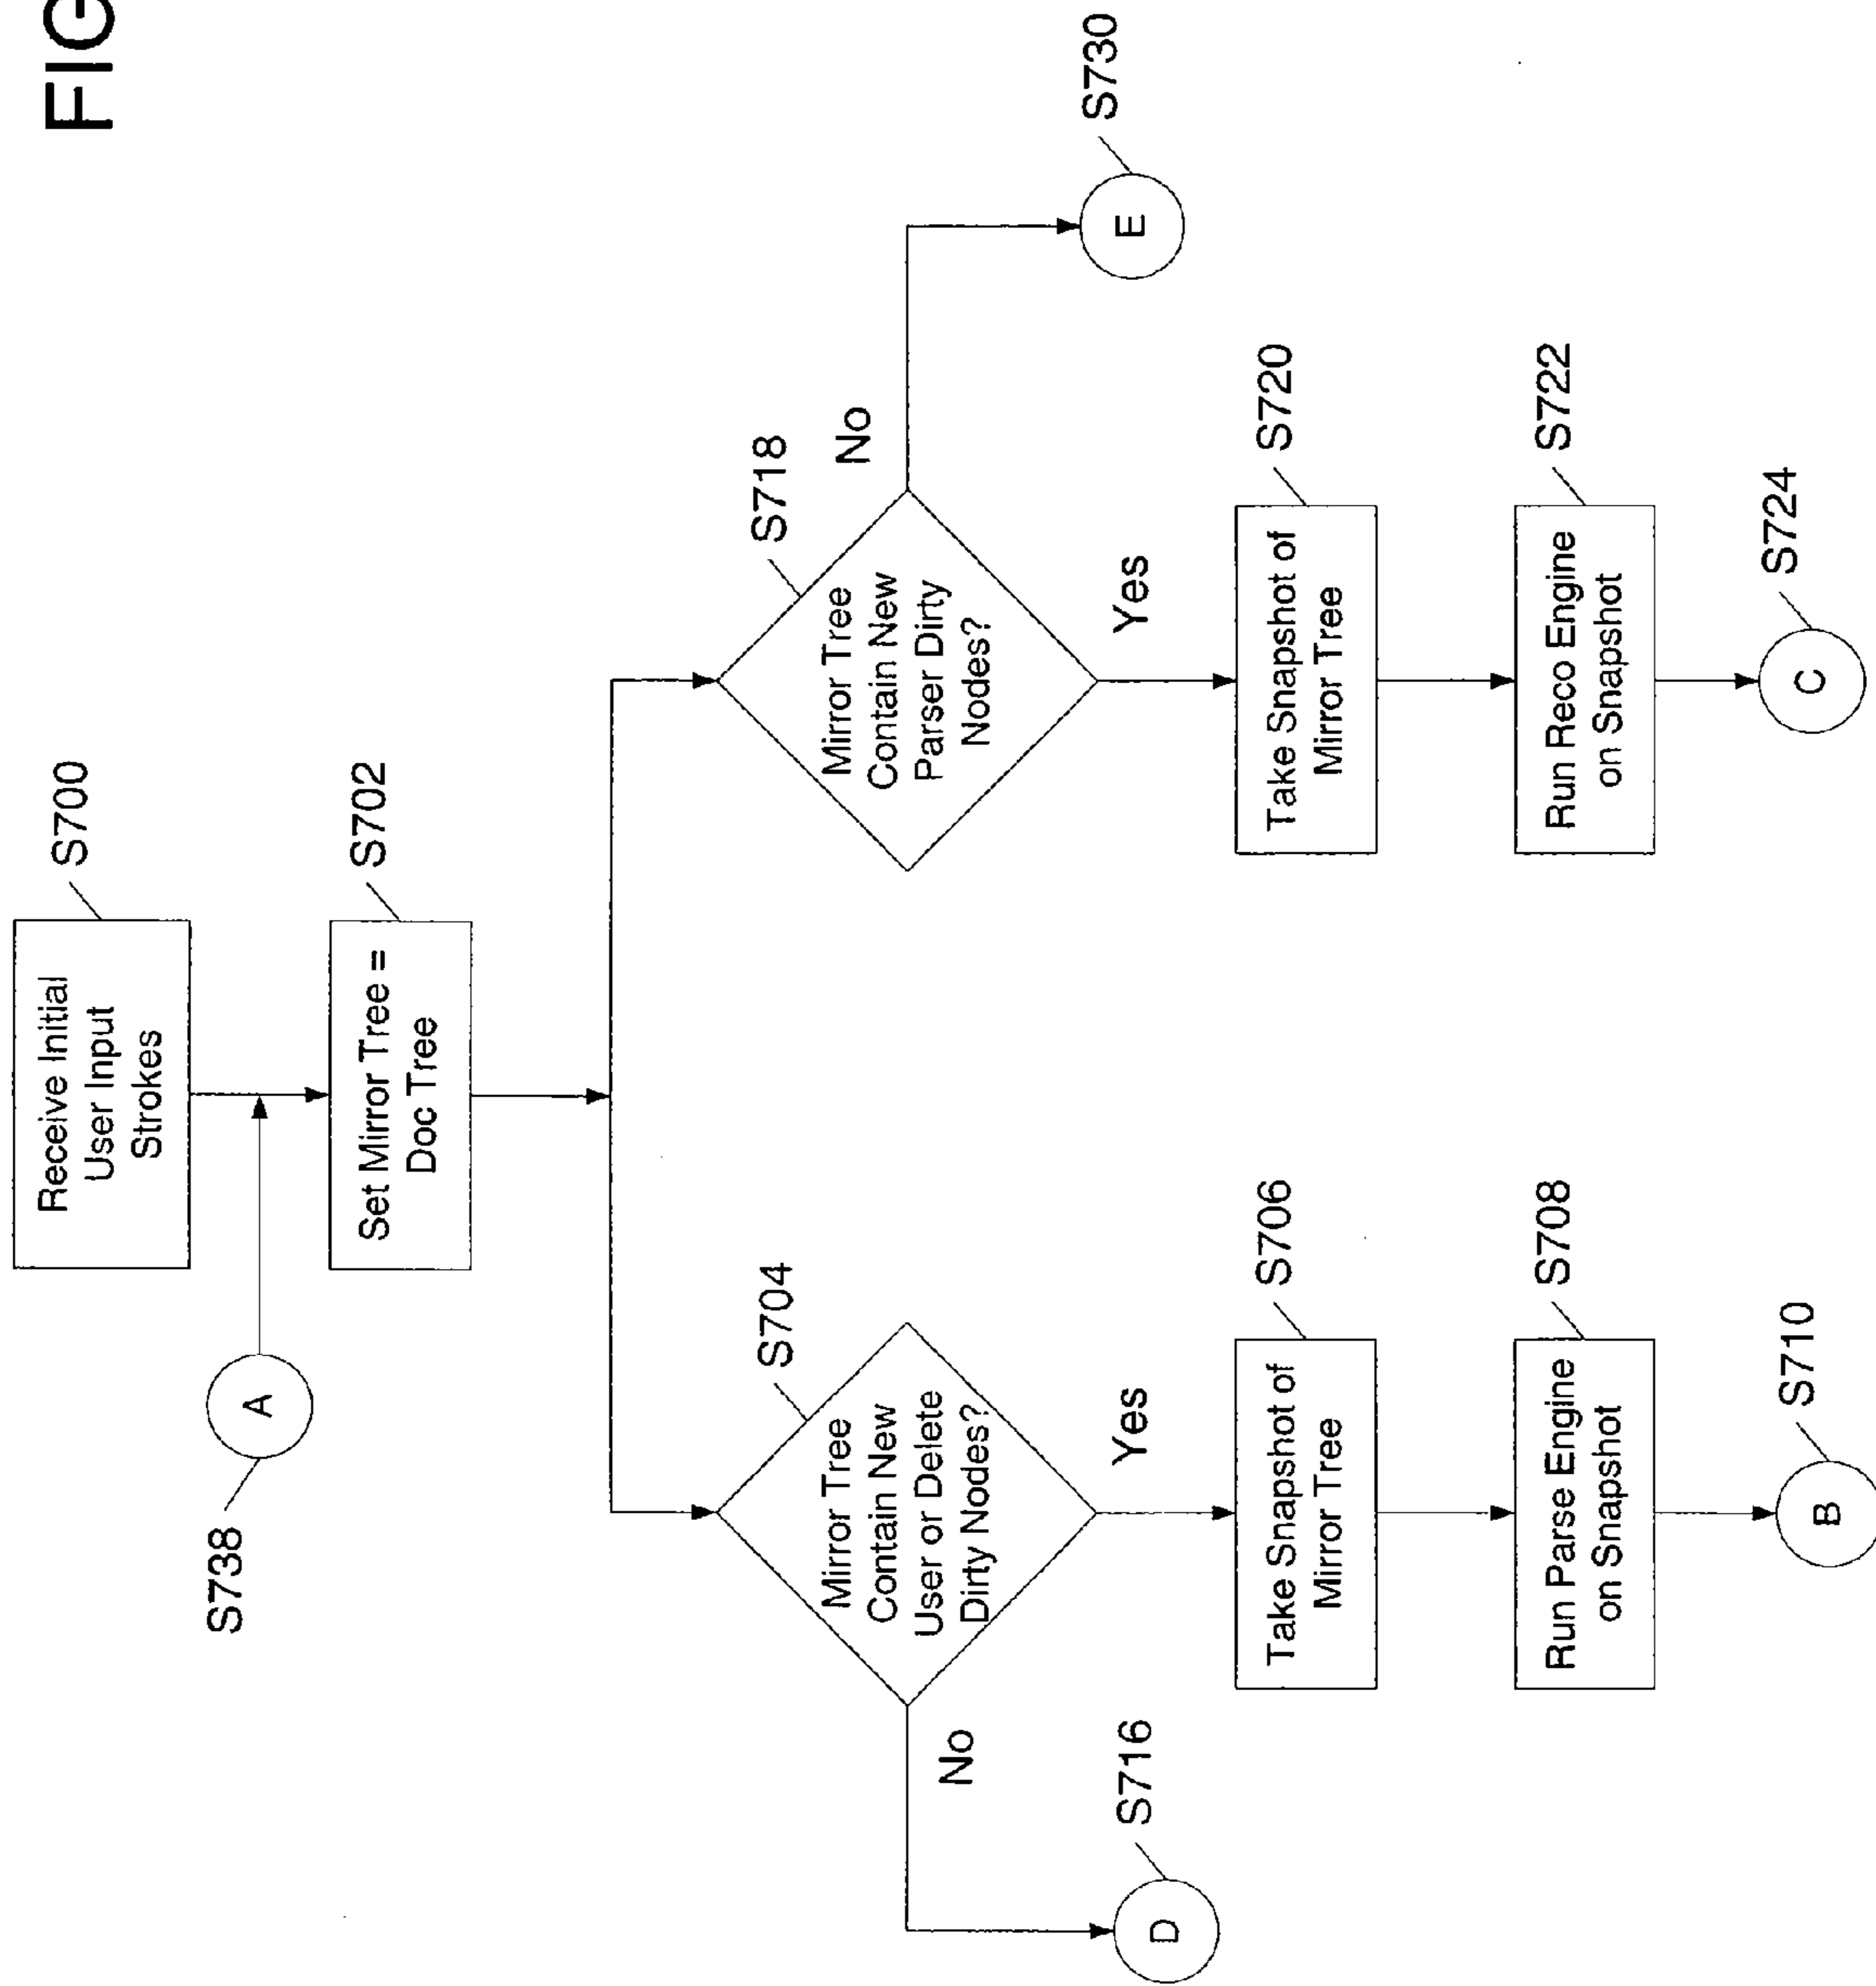 FIG
Receive Initial
User Input
Strokes
S700
S738
A
Set Mirror Tree =
Doc Tree
S702
Mirror Tree
Contain New
User or Delete
Dirty Nodes?
S704
No
D
S716
Yes
Take Snapshot of
Mirror Tree
S706
Run Parse Engine
on Snapshot
S708
B
S710
Mirror Tree
Contain New
Parser Dirty
Nodes?
S718
No
E
S730
Yes
Take Snapshot of
Mirror Tree
S720
Run Reco Engine
on Snapshot
S722
C
S724